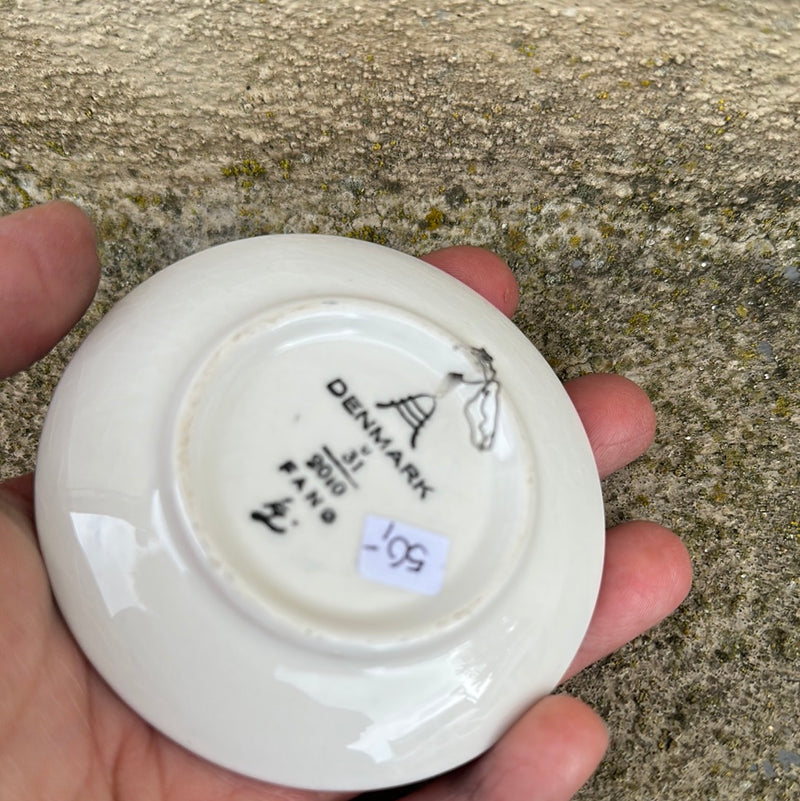 DENMARK
31
2010
FANØ
56,-